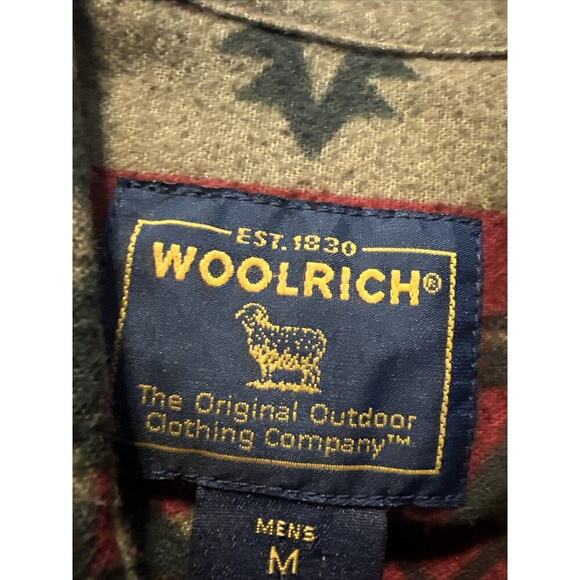 EST. 1830
WOOLRICH®
The Original Outdoor
Clothing Company™
MENS
M